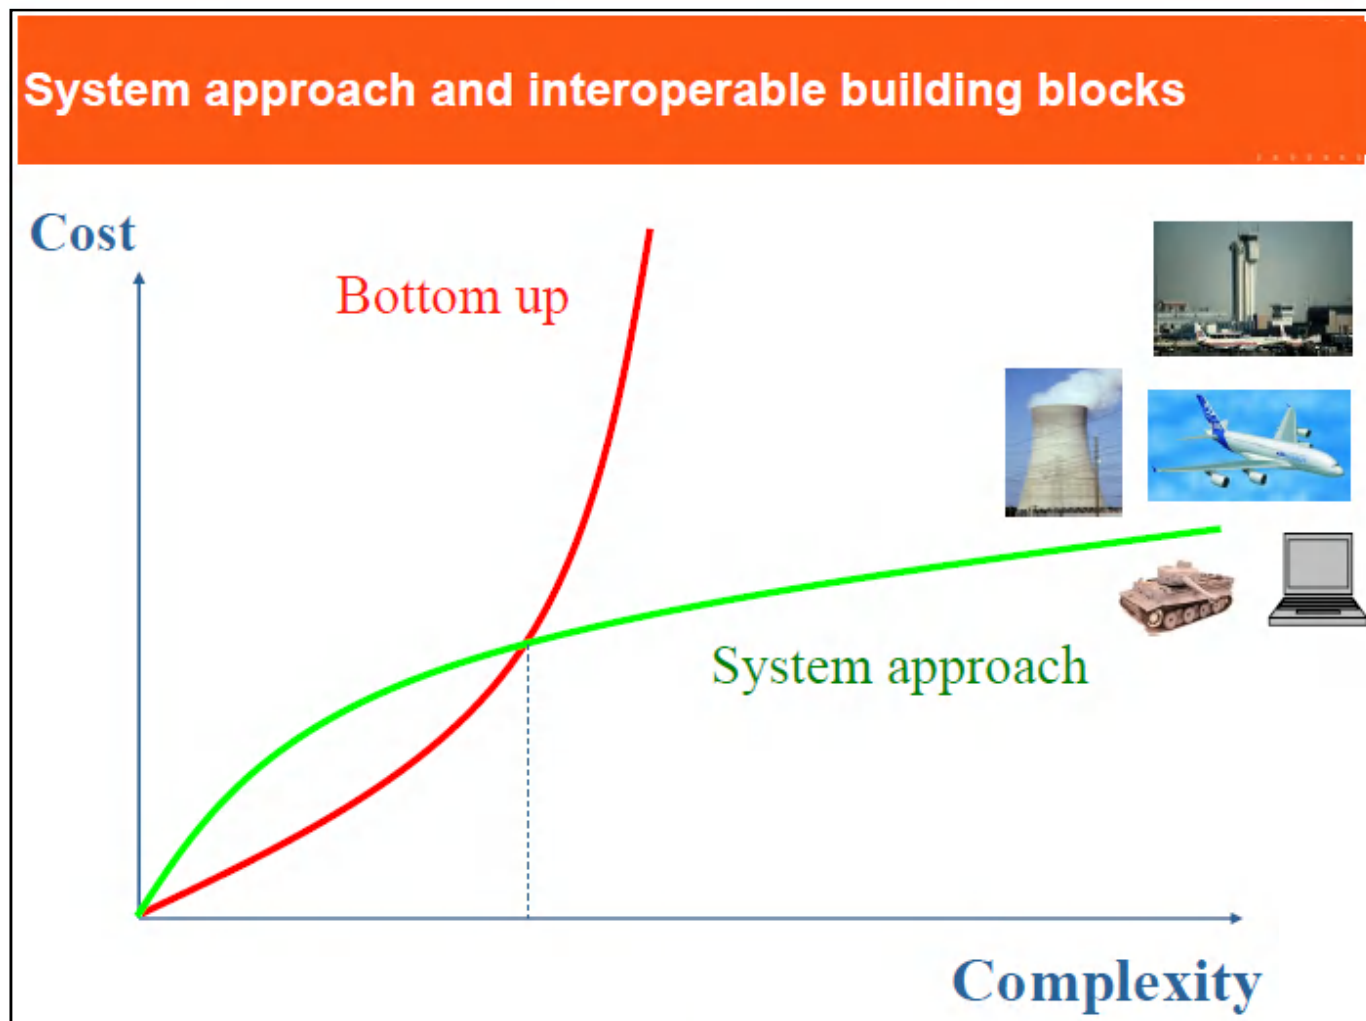 System approach and interoperable building blocks
Cost
Bottom up
System approach
Complexity